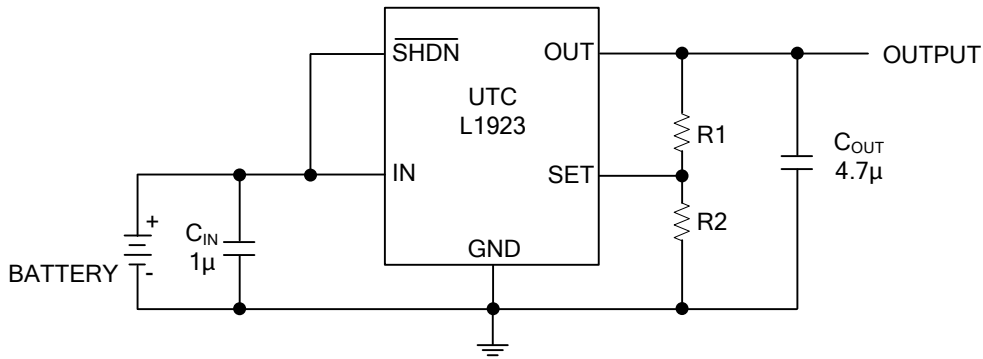 SHDN
OUT
OUTPUT
UTC
L1923
R1
COUT
4.7μ
IN
SET
R2
+
CIN
1μ
GND
BATTERY
-